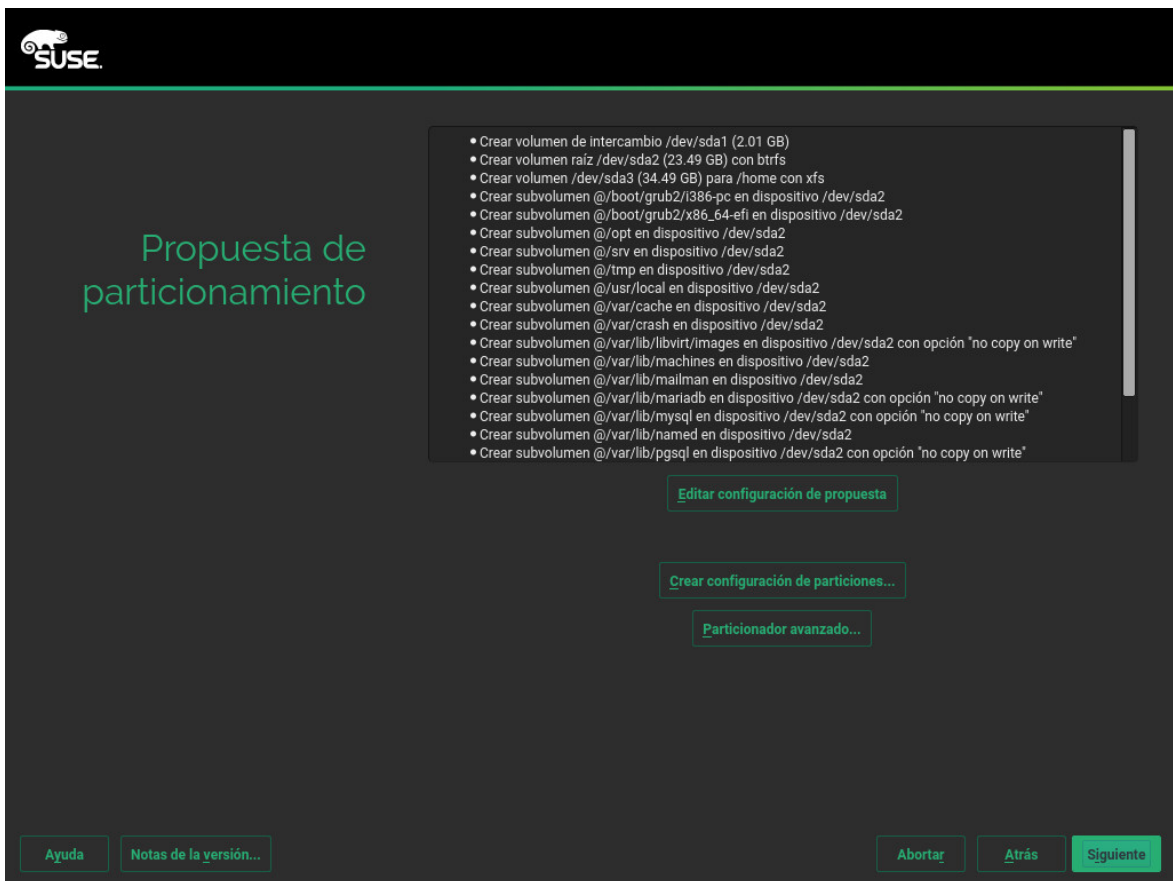 SUSE.
Propuesta de
particionamiento
• Crear volumen de intercambio /dev/sda1 (2.01 GB)
• Crear volumen raíz /dev/sda2 (23.49 GB) con btrfs
• Crear volumen /dev/sda3 (34.49 GB) para /home con xfs
• Crear subvolumen @/boot/grub2/i386-pc en dispositivo /dev/sda2
• Crear subvolumen @/boot/grub2/x86_64-efi en dispositivo /dev/sda2
• Crear subvolumen @/opt en dispositivo /dev/sda2
• Crear subvolumen @/srv en dispositivo /dev/sda2
• Crear subvolumen @/tmp en dispositivo /dev/sda2
• Crear subvolumen @/usr/local en dispositivo /dev/sda2
• Crear subvolumen @/var/cache en dispositivo /dev/sda2
• Crear subvolumen @/var/crash en dispositivo /dev/sda2
• Crear subvolumen @/var/lib/libvirt/images en dispositivo /dev/sda2 con opción "no copy on write"
• Crear subvolumen @/var/lib/machines en dispositivo /dev/sda2
• Crear subvolumen @/var/lib/mailman en dispositivo /dev/sda2
• Crear subvolumen @/var/lib/mariadb en dispositivo /dev/sda2 con opción "no copy on write"
• Crear subvolumen @/var/lib/mysql en dispositivo /dev/sda2 con opción "no copy on write"
• Crear subvolumen @/var/lib/named en dispositivo /dev/sda2
• Crear subvolumen @/var/lib/pgsql en dispositivo /dev/sda2 con opción "no copy on write"
Editar configuración de propuesta
Crear configuración de particiones...
Particionador avanzado...
Ayuda
Notas de la versión...
Abortar
Atrás
Siguiente